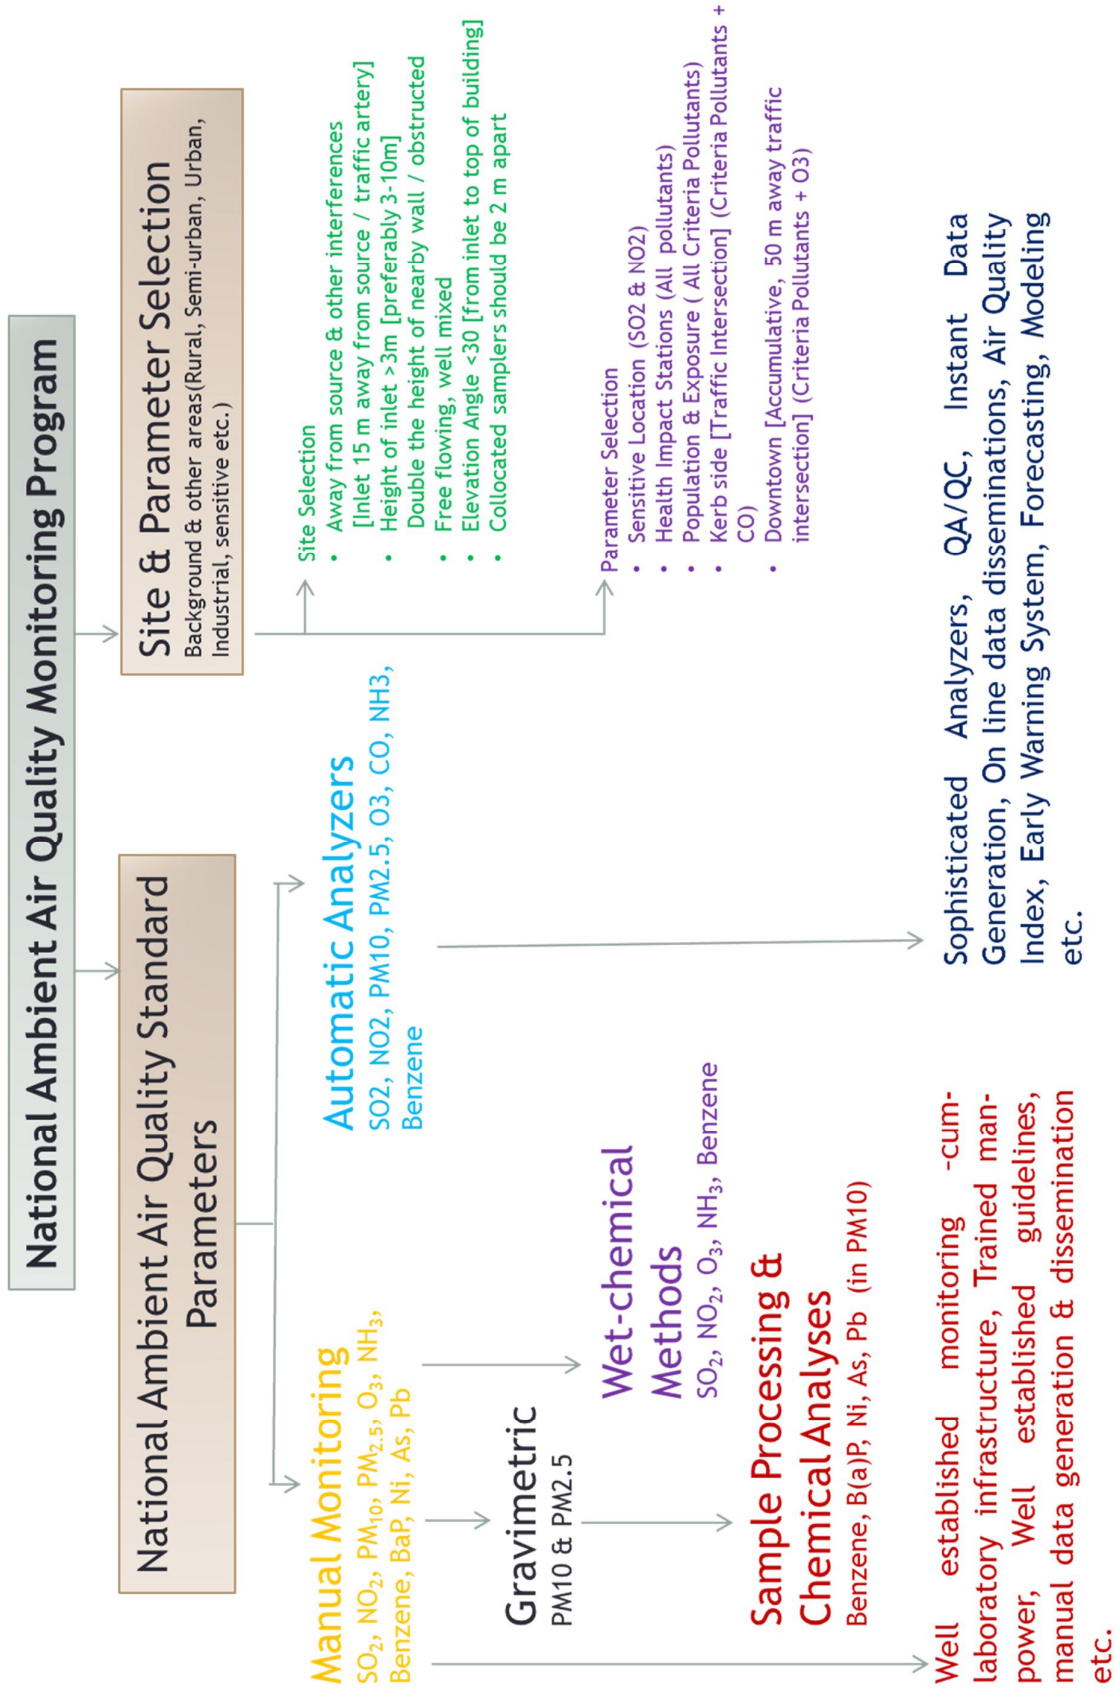 National Ambient Air Quality Monitoring Program
National Ambient Air Quality Standard
Parameters
Manual Monitoring
SO₂, NO₂, PM₁₀, PM₂.₅, O₃, NH₃,
Benzene, BaP, Ni, As, Pb
Gravimetric
PM10 & PM2.5
Sample Processing &
Chemical Analyses
Benzene, B(a)P, Ni, As, Pb (in PM10)
Wet-chemical
Methods
SO₂, NO₂, O₃, NH₃, Benzene
Well established monitoring -cum-
laboratory infrastructure, Trained man-
power, Well established guidelines,
manual data generation & dissemination
etc.
Automatic Analyzers
SO2, NO2, PM10, PM2.5, O3, CO, NH3,
Benzene
Sophisticated Analyzers, QA/QC, Instant Data
Generation, On line data disseminations, Air Quality
Index, Early Warning System, Forecasting, Modeling
etc.
Site & Parameter Selection
Background & other areas(Rural, Semi-urban, Urban,
Industrial, sensitive etc.)
Site Selection
• Away from source & other interferences
[Inlet 15 m away from source / traffic artery]
• Height of inlet >3m [preferably 3-10m]
Double the height of nearby wall / obstructed
• Free flowing, well mixed
• Elevation Angle <30 [from inlet to top of building]
• Collocated samplers should be 2 m apart
Parameter Selection
• Sensitive Location (SO2 & NO2)
• Health Impact Stations (All pollutants)
• Population & Exposure ( All Criteria Pollutants)
• Kerb side [Traffic Intersection] (Criteria Pollutants +
CO)
• Downtown [Accumulative, 50 m away traffic
intersection] (Criteria Pollutants + O3)